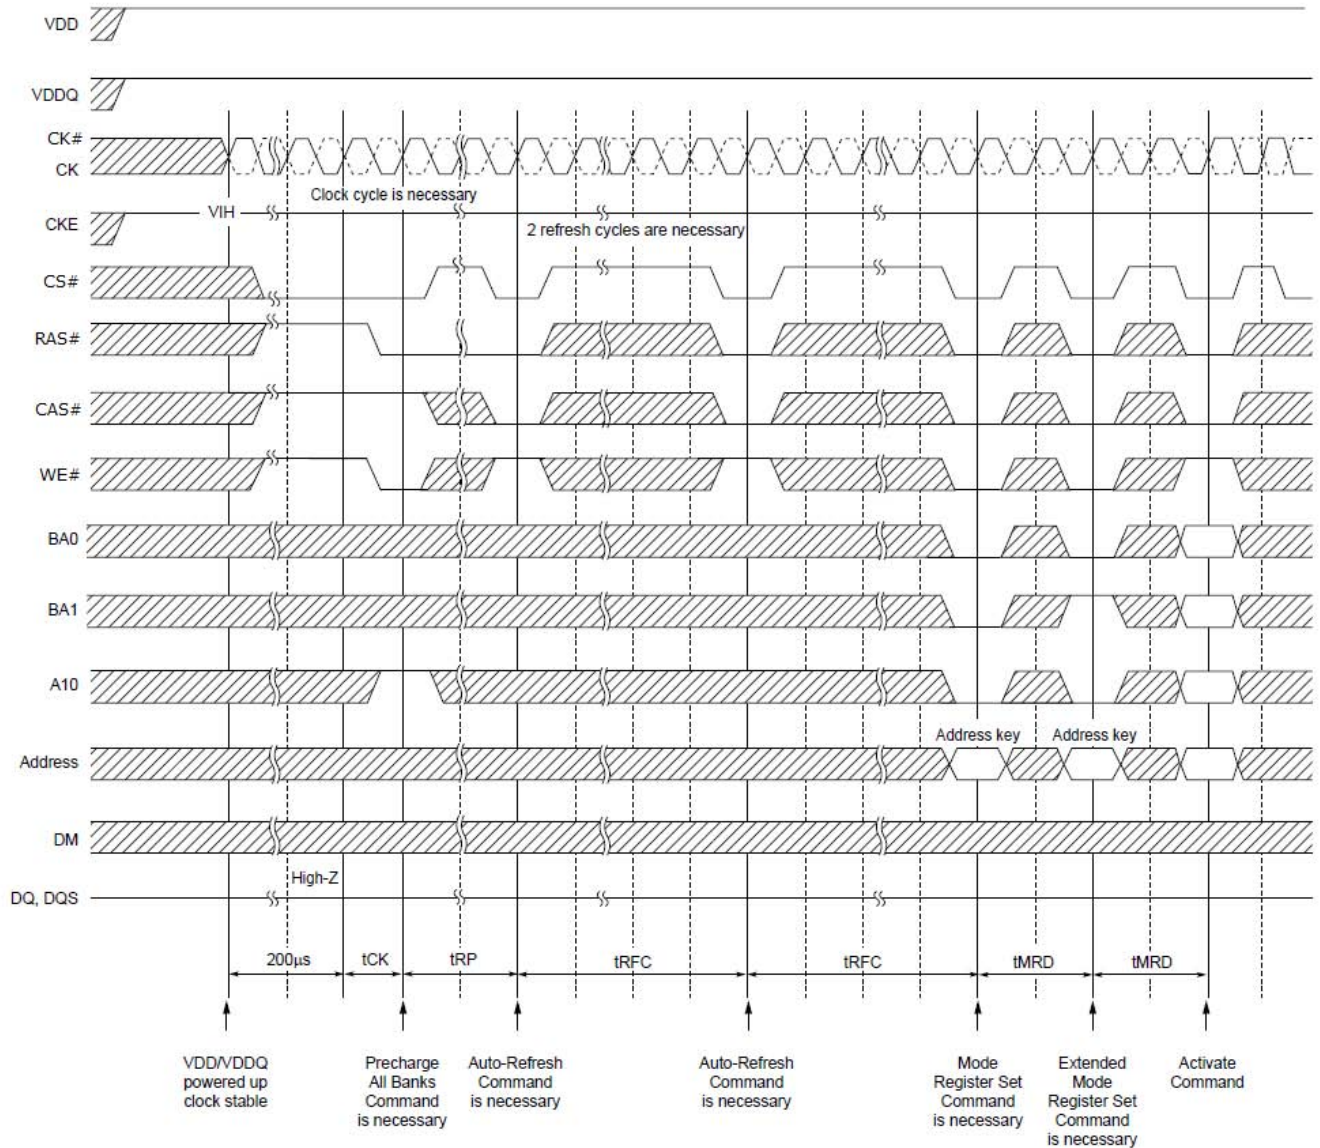 VDD
VDDQ
CK#
CK
Clock cycle is necessary
VIH
CKE
2 refresh cycles are necessary
CS#
RAS#
CAS#
WE#
BA0
BA1
A10
Address key Address key
Address
DM
High-Z
DQ, DQS
200μs tCK tRP tRFC tRFC tMRD tMRD
VDD/VDDQ
powered up
clock stable
Precharge
All Banks
Command
is necessary
Auto-Refresh
Command
is necessary
Auto-Refresh
Command
is necessary
Mode
Register Set
Command
is necessary
Extended
Mode
Register Set
Command
is necessary
Activate
Command